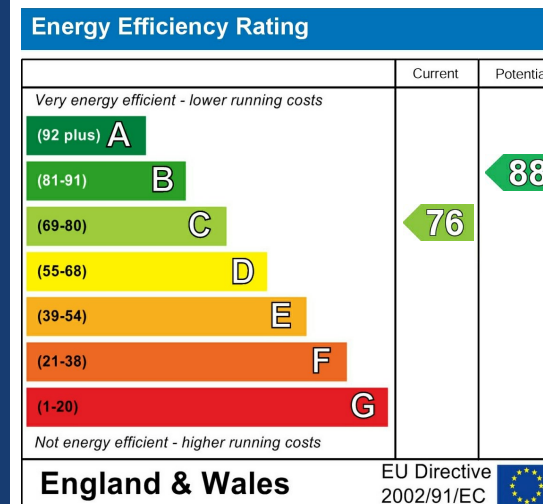 Energy Efficiency Rating
Current Potentia
Very energy efficient - lower running costs
(92 plus) A
(81-91) B
88
(69-80) C
76
(55-68) D
(39-54) E
(21-38) F
(1-20) G
Not energy efficient - higher running costs
England & Wales
EU Directive
2002/91/EC